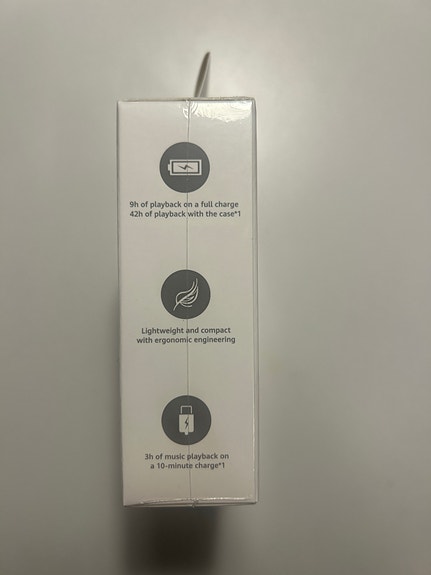 9h of playback on a full charge
42h of playback with the case*1
Lightweight and compact
with ergonomic engineering
3h of music playback on
a 10-minute charge*1